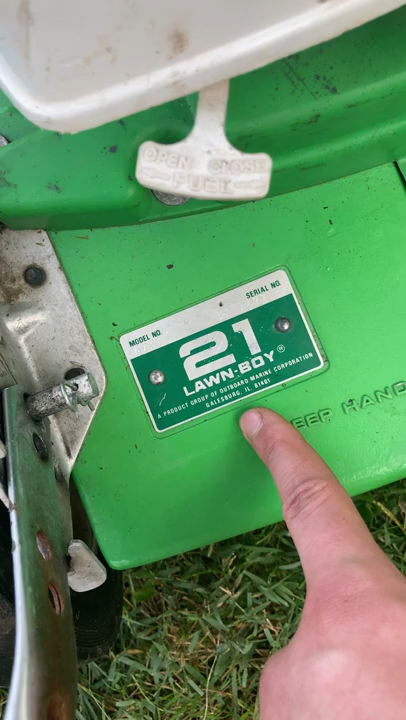 OPEN CLOSE
FUEL
MODEL NO. SERIAL NO.
21
LAWN-BOY®
A PRODUCT GROUP OF OUTBOARD MARINE CORPORATION
GALESBURG, IL. 61401
EEP HAND